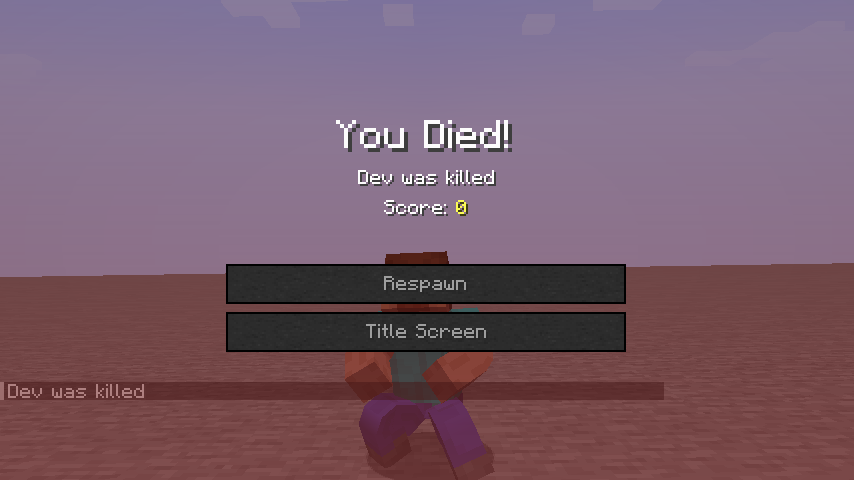 You Died!
Dev was killed
Score: 0
Respawn
Title Screen
Dev was killed